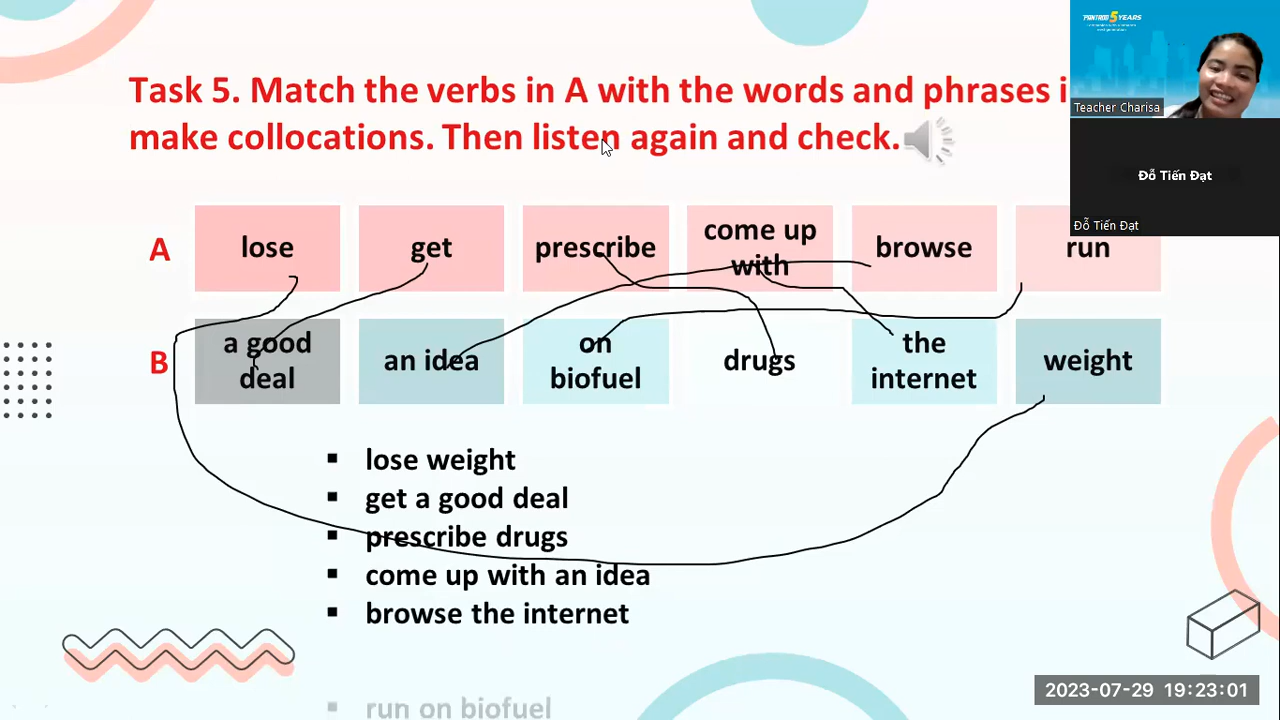 PANTADO 5 YEARS
Teacher Charisa
Đỗ Tiến Đạt
Đỗ Tiến Đạt
Task 5. Match the verbs in A with the words and phrases i
make collocations. Then listen again and check.
A
lose
get
prescribe
come up
with
browse
run
B
a good
deal
an idea
on
biofuel
drugs
the
internet
weight
▪ lose weight
▪ get a good deal
▪ prescribe drugs
▪ come up with an idea
▪ browse the internet
▪ run on biofuel
2023-07-29 19:23:01